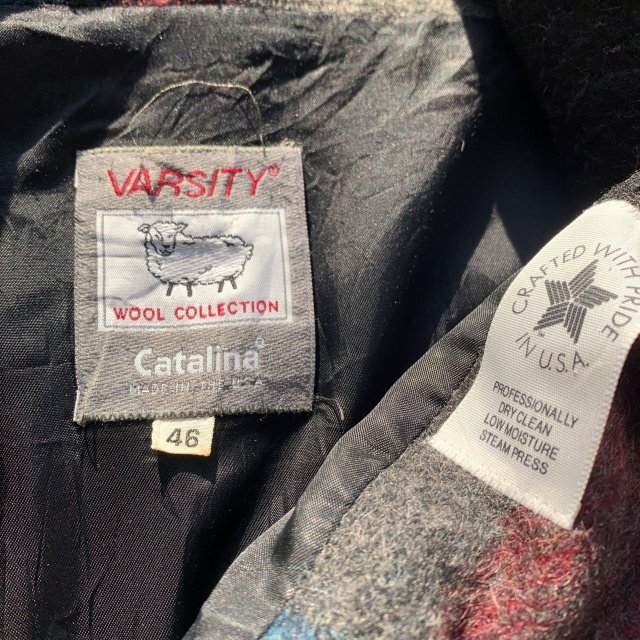 VARSITY®
WOOL COLLECTION
Catalina®
MADE IN THE U.S.A.
46
CRAFTED WITH PRIDE
IN U.S.A.
PROFESSIONALLY
DRY CLEAN
LOW MOISTURE
STEAM PRESS